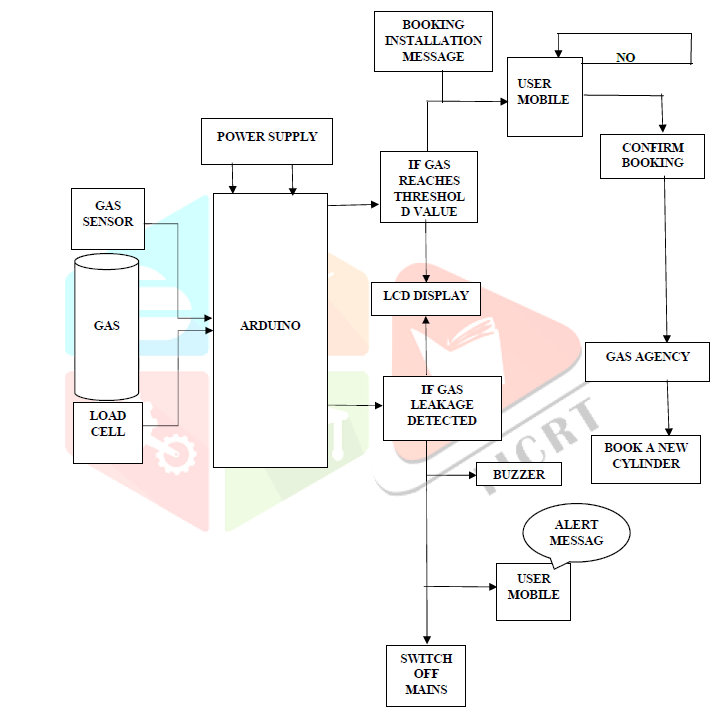 BOOKING
INSTALLATION
MESSAGE
NO
USER
MOBILE
POWER SUPPLY
CONFIRM
BOOKING
IF GAS
REACHES
THRESHOL
D VALUE
GAS
SENSOR
LCD DISPLAY
GAS
ARDUINO
GAS AGENCY
IF GAS
LEAKAGE
DETECTED
LOAD
CELL
BOOK A NEW
CYLINDER
BUZZER
ALERT
MESSAG
USER
MOBILE
SWITCH
OFF
MAINS